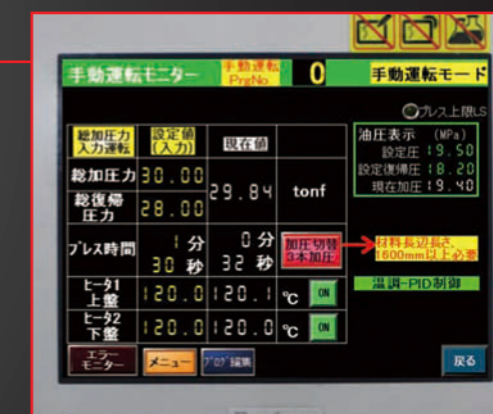 手動運転モニター
手動運転
PrgNo
0
手動運転モード
プレス上限LS
総加圧力
入力運転
設定値
(入力)
現在値
油圧表示 (MPa)
設定圧 19.50
設定復帰圧 18.20
現在加圧 19.40
総加圧力 30.00
総復帰
圧力 28.00
29.84 tonf
プレス時間 1分
30秒
0分
32秒
加圧切替
3本加圧
材料長辺長さ
1600mm以上必要
ヒータ1
上盤 120.0 120.1 ℃ ON
温調-PID制御
ヒータ2
下盤 120.0 120.0 ℃ ON
エラー
モニター
メニュー
プログ編集
戻る